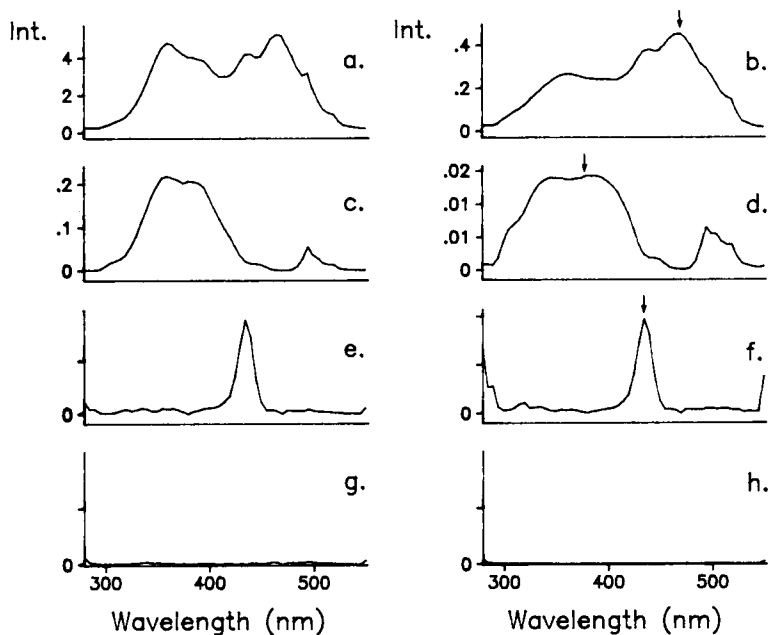 Int.
4
2
0
a.
Int.
.4
.2
0
b.
.2
.1
0
c.
.02
.01
.01
0
d.
0
e.
0
f.
0
g.
300
400
500
Wavelength (nm)
0
h.
300
400
500
Wavelength (nm)